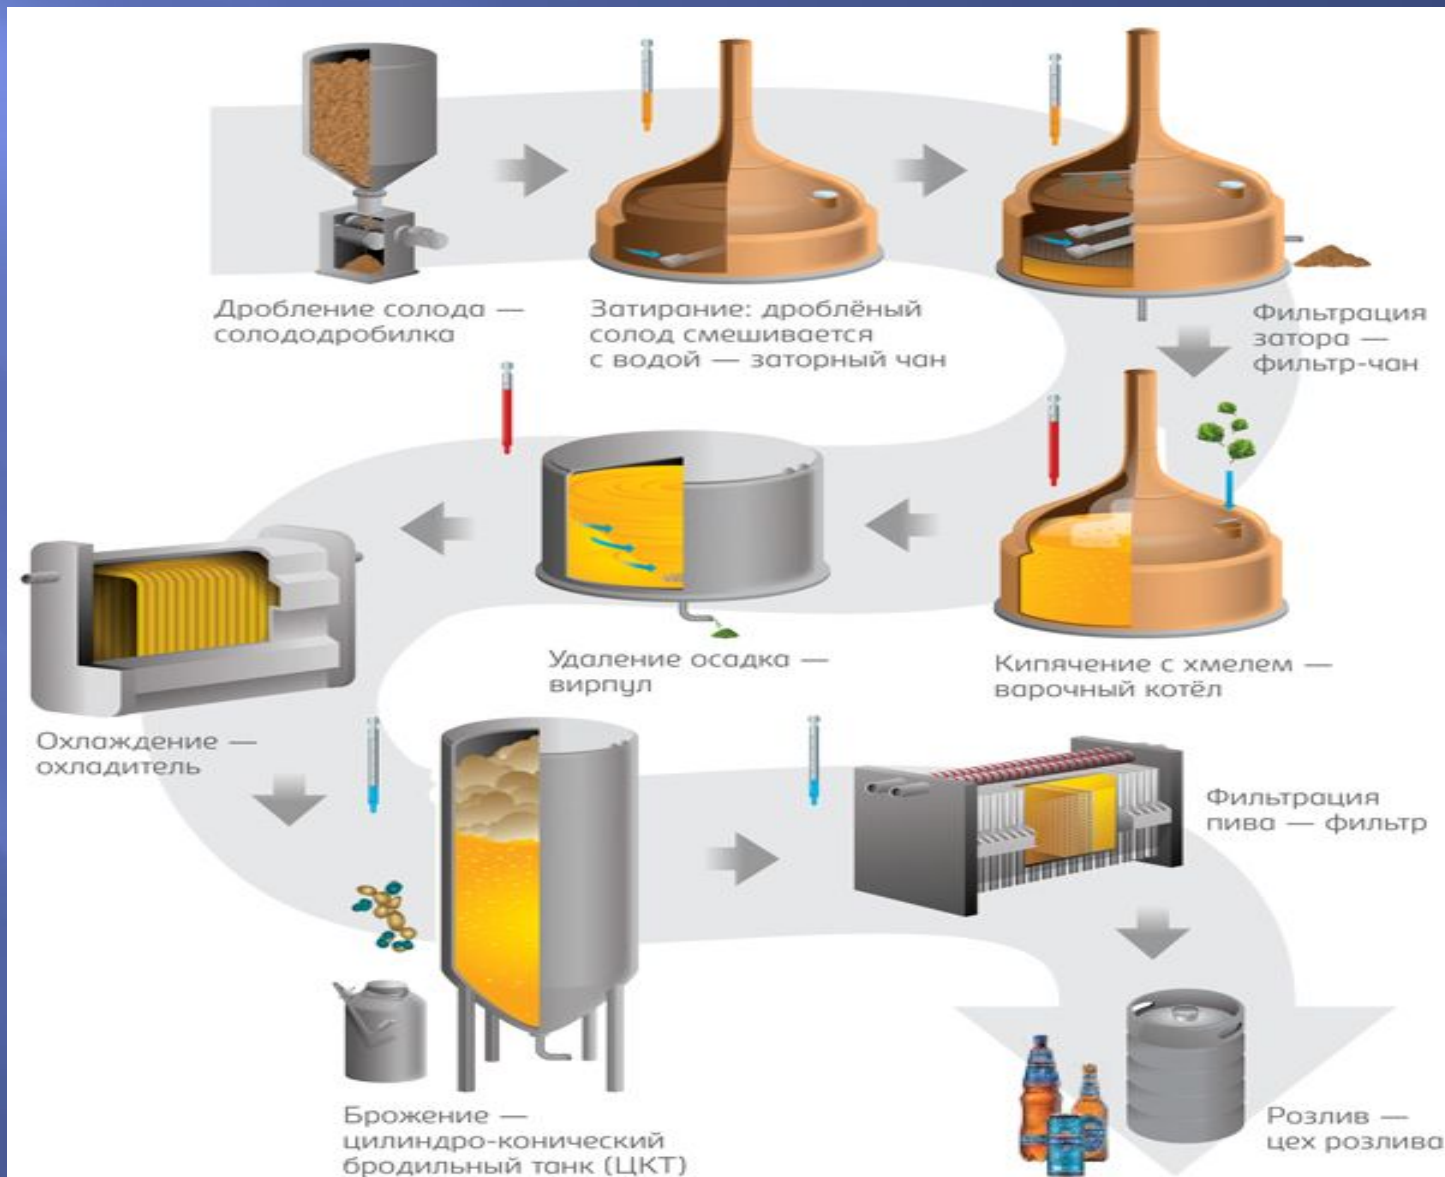 Дробление солода —
солододробилка
Затирание: дроблёный
солод смешивается
с водой — заторный чан
Фильтрация
затора —
фильтр-чан
Удаление осадка —
вирпул
Кипячение с хмелем —
варочный котёл
Охлаждение —
охладитель
Фильтрация
пива — фильтр
Брожение —
цилиндро-конический
бродильный танк (ЦКТ)
Розлив —
цех розлива